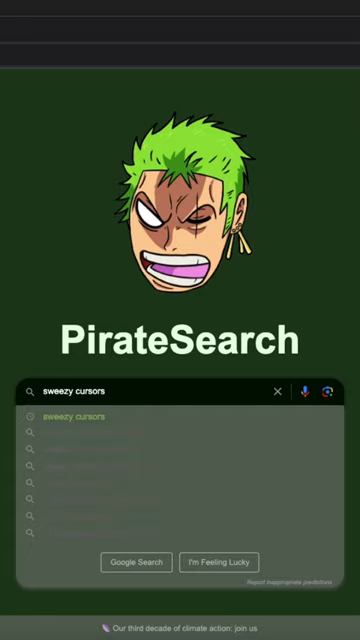 PirateSearch
sweezy cursors
sweezy cursors
Google Search
I'm Feeling Lucky
Report inappropriate predictions
Our third decade of climate action: join us